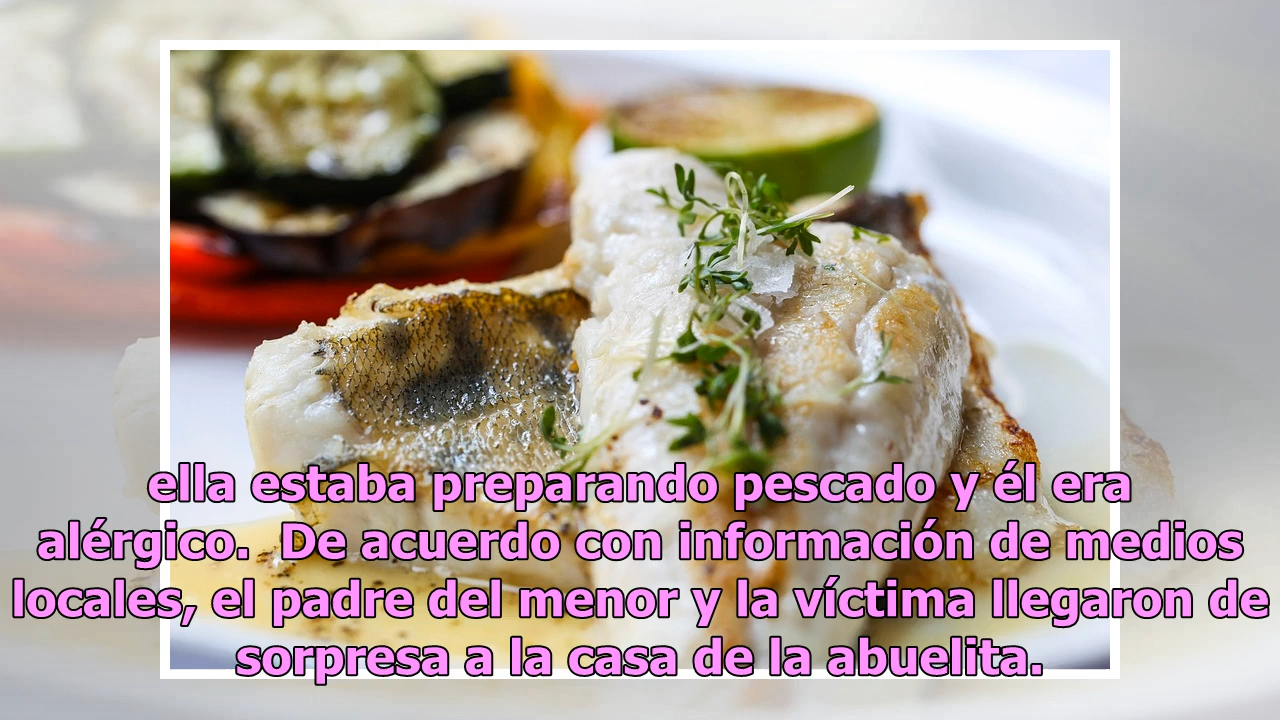 ella estaba preparando pescado y él era
alérgico.  De acuerdo con información de medios
locales, el padre del menor y la víctima llegaron de
sorpresa a la casa de la abuelita.